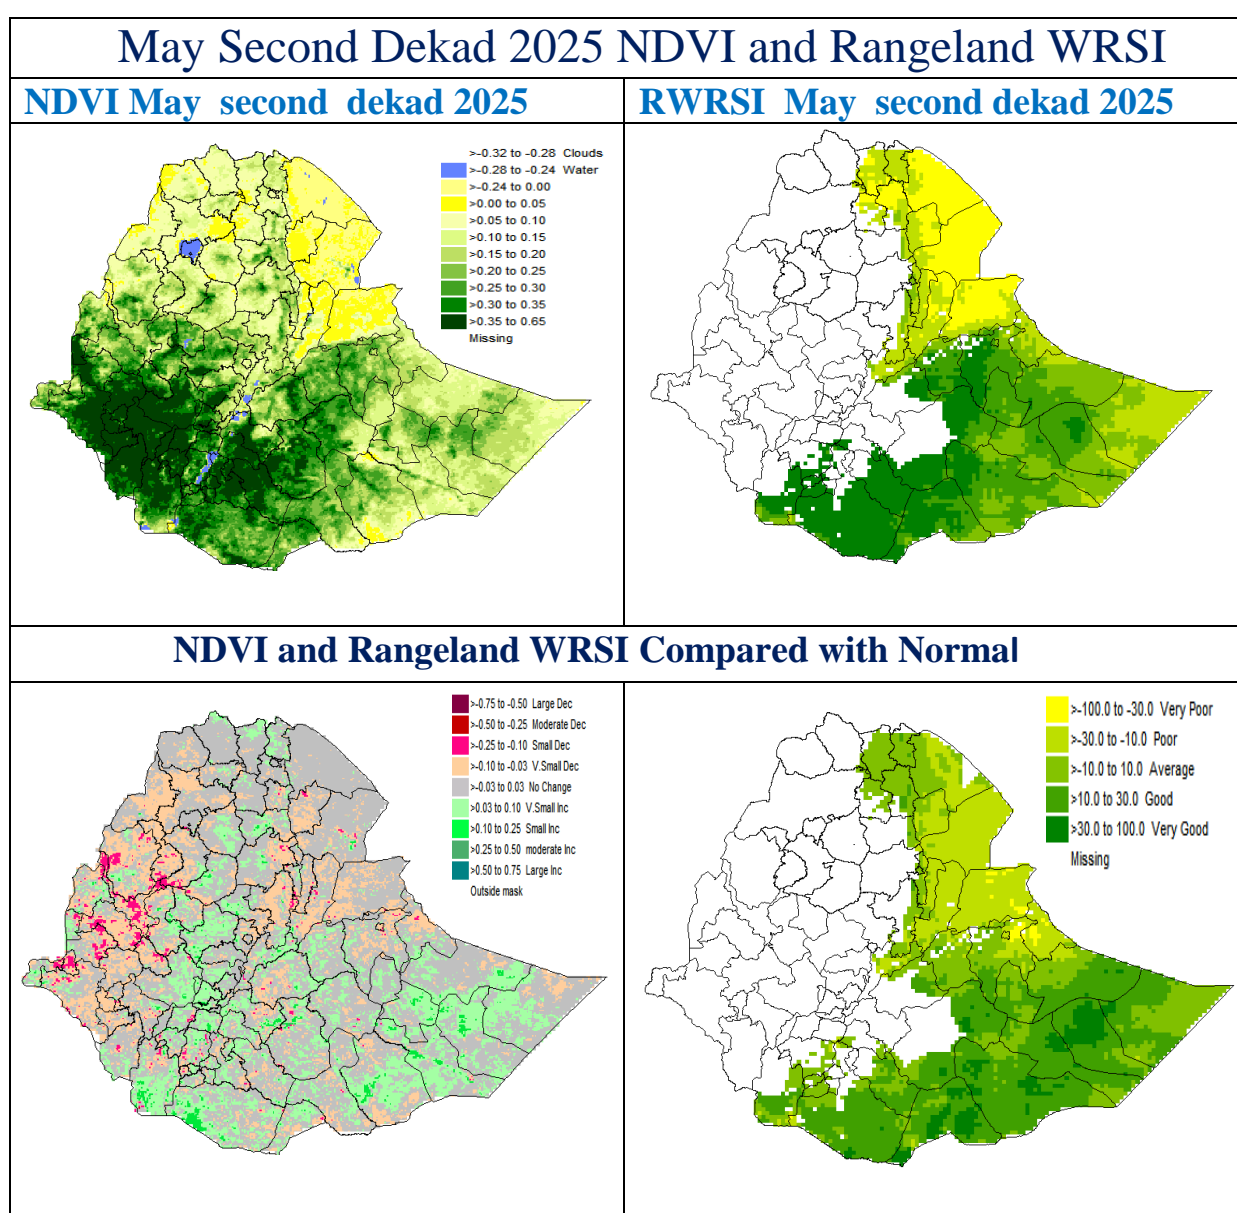 May Second Dekad 2025 NDVI and Rangeland WRSI
NDVI May second dekad 2025
RWRSI May second dekad 2025
>-0.32 to -0.28 Clouds
>-0.28 to -0.24 Water
>-0.24 to 0.00
>0.00 to 0.05
>0.05 to 0.10
>0.10 to 0.15
>0.15 to 0.20
>0.20 to 0.25
>0.25 to 0.30
>0.30 to 0.35
>0.35 to 0.65
Missing
NDVI and Rangeland WRSI Compared with Normal
>-0.75 to -0.50 Large Dec
>-0.50 to -0.25 Moderate Dec
>-0.25 to -0.10 Small Dec
>-0.10 to -0.03 V.Small Dec
>-0.03 to 0.03 No Change
>0.03 to 0.10 V.Small Inc
>0.10 to 0.25 Small Inc
>0.25 to 0.50 moderate Inc
>0.50 to 0.75 Large Inc
Outside mask
>-100.0 to -30.0 Very Poor
>-30.0 to -10.0 Poor
>-10.0 to 10.0 Average
>10.0 to 30.0 Good
>30.0 to 100.0 Very Good
Missing